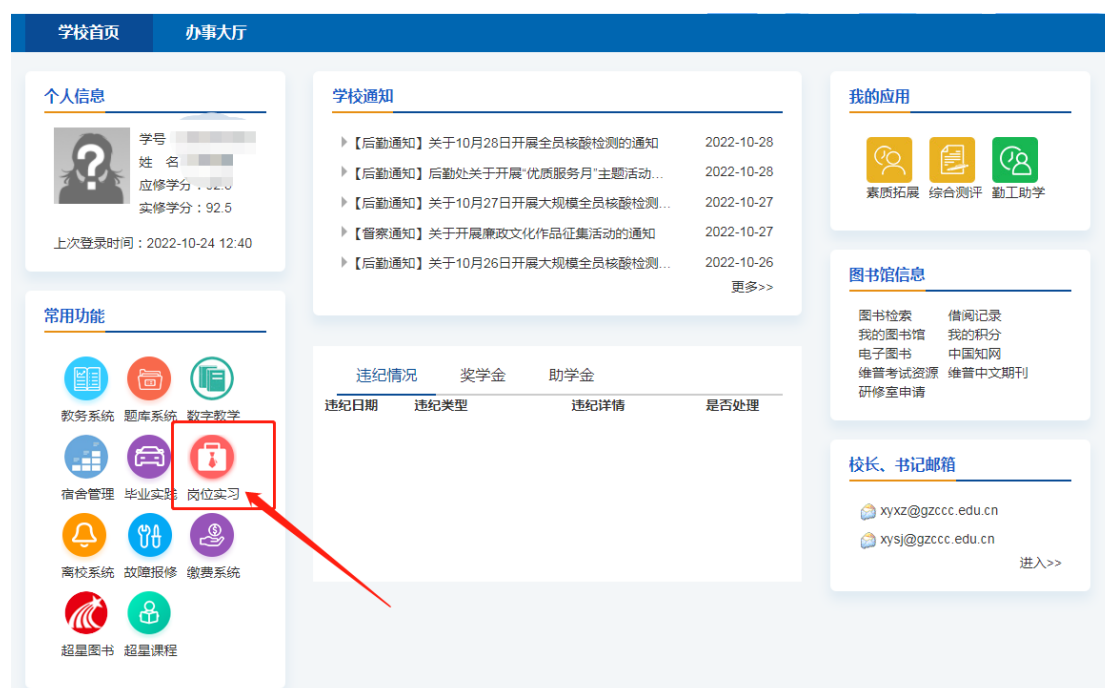 学校首页
办事大厅
个人信息
学号
姓 名
应修学分：
实修学分：92.5
上次登录时间：2022-10-24 12:40
常用功能
教务系统 题库系统 数字教学
宿舍管理 毕业实践 岗位实习
离校系统 故障报修 缴费系统
超星图书 超星课程
学校通知
【后勤通知】关于10月28日开展全员核酸检测的通知 2022-10-28
【后勤通知】后勤处关于开展“优质服务月”主题活动... 2022-10-28
【后勤通知】关于10月27日开展大规模全员核酸检测... 2022-10-27
【督察通知】关于开展廉政文化作品征集活动的通知 2022-10-27
【后勤通知】关于10月26日开展大规模全员核酸检测... 2022-10-26
更多>>
违纪情况 奖学金 助学金
违纪日期 违纪类型 违纪详情 是否处理
我的应用
素质拓展 综合测评 勤工助学
图书馆信息
图书检索 借阅记录
我的图书馆 我的积分
电子图书 中国知网
维普考试资源 维普中文期刊
研修室申请
校长、书记邮箱
xyxz@gzccc.edu.cn
xysj@gzccc.edu.cn
进入>>